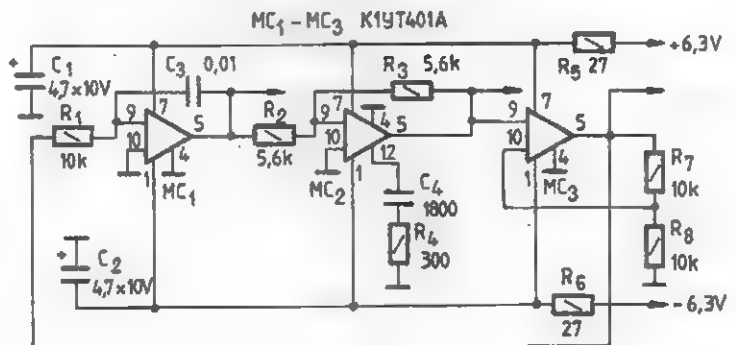 MC1-MC3 K1УT401A
+ C1
4,7×10V
C3 0,01
R1
10k
9
10
7
5
4
1
MC1
R2
5,6k
R3 5,6k
7
9
10
4
5
12
1
MC2
C4
1800
R4
300
R5
27
+6,3V
9
10
7
5
4
1
MC3
R7
10k
R8
10k
+ C2
4,7×10V
R6
27
-6,3V